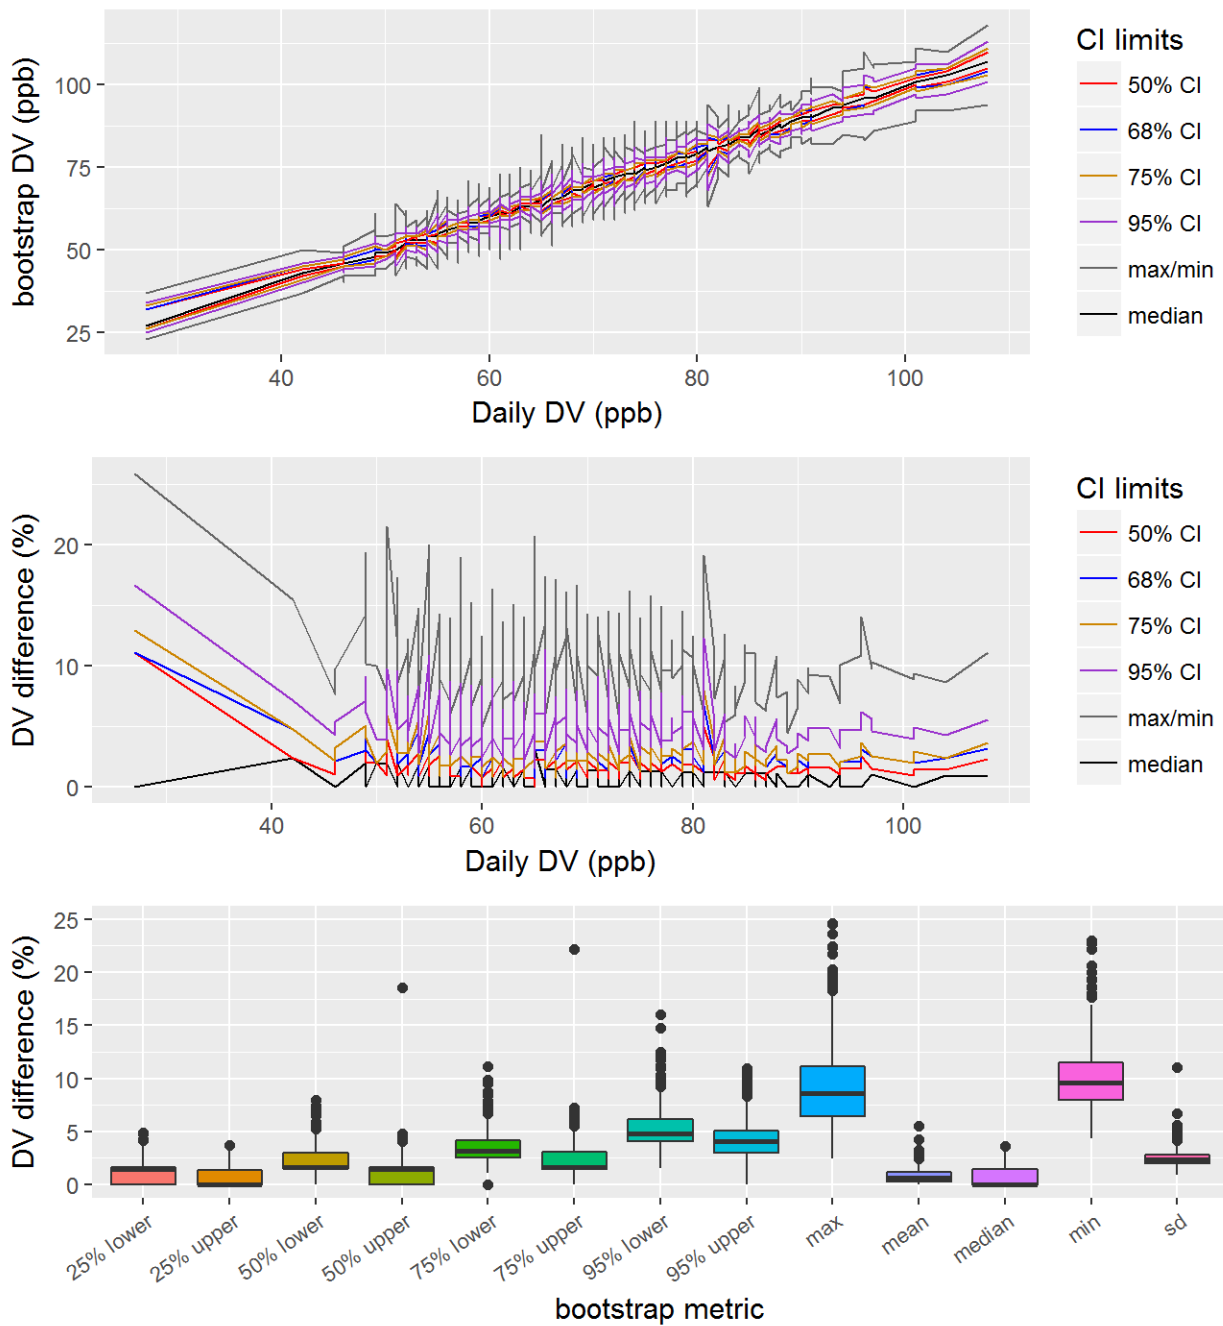 bootstrap DV (ppb)
100
75
50
25
40 60 80 100
Daily DV (ppb)
CI limits
50% CI
68% CI
75% CI
95% CI
max/min
median
DV difference (%)
20
10
0
40 60 80 100
Daily DV (ppb)
CI limits
50% CI
68% CI
75% CI
95% CI
max/min
median
DV difference (%)
25
20
15
10
5
0
25% lower 25% upper 50% lower 50% upper 75% lower 75% upper 95% lower 95% upper max mean median min sd
bootstrap metric